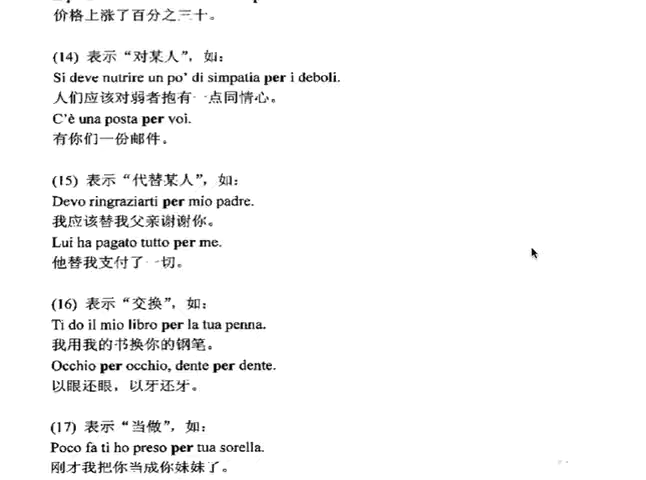 价格上涨了百分之三十。
(14) 表示“对某人”，如：
Si deve nutrire un po' di simpatia per i deboli.
人们应该对弱者抱有一点同情心。
C'è una posta per voi.
有你们一份邮件。
(15) 表示“代替某人”，如：
Devo ringraziarti per mio padre.
我应该替我父亲谢谢你。
Lui ha pagato tutto per me.
他替我支付了一切。
(16) 表示“交换”，如：
Ti do il mio libro per la tua penna.
我用我的书换你的钢笔。
Occhio per occhio, dente per dente.
以眼还眼，以牙还牙。
(17) 表示“当做”，如：
Poco fa ti ho preso per tua sorella.
刚才我把你当成你妹妹了。